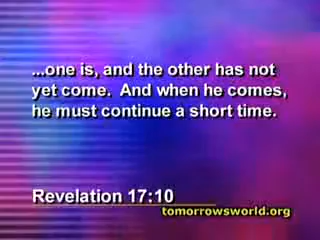 ...one is, and the other has not
yet come.  And when he comes,
he must continue a short time.
Revelation 17:10
tomorrowsworld.org